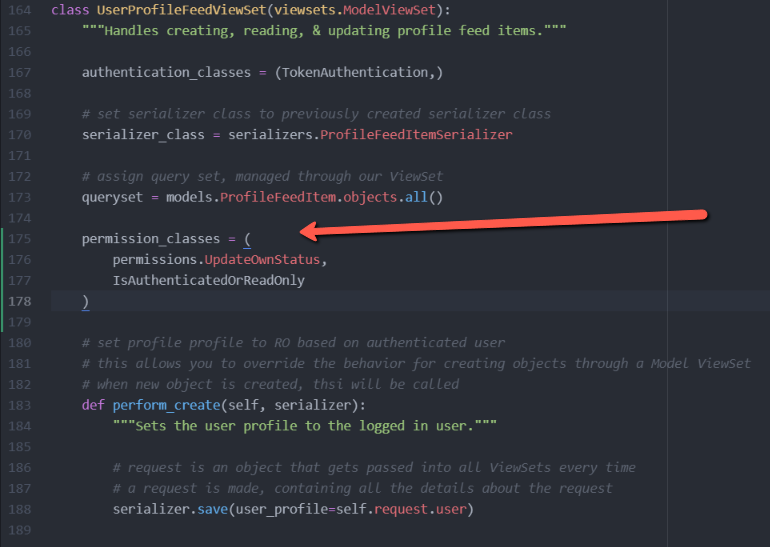 164 class UserProfileFeedViewSet(viewsets.ModelViewSet):
165 """Handles creating, reading, & updating profile feed items."""
166
167 authentication_classes = (TokenAuthentication,)
168
169 # set serializer class to previously created serializer class
170 serializer_class = serializers.ProfileFeedItemSerializer
171
172 # assign query set, managed through our ViewSet
173 queryset = models.ProfileFeedItem.objects.all()
174
175 permission_classes = (
176 permissions.UpdateOwnStatus,
177 IsAuthenticatedOrReadOnly
178 )
179
180 # set profile profile to RO based on authenticated user
181 # this allows you to override the behavior for creating objects through a Model ViewSet
182 # when new object is created, thsi will be called
183 def perform_create(self, serializer):
184 """Sets the user profile to the logged in user."""
185
186 # request is an object that gets passed into all ViewSets every time
187 # a request is made, containing all the details about the request
188 serializer.save(user_profile=self.request.user)
189